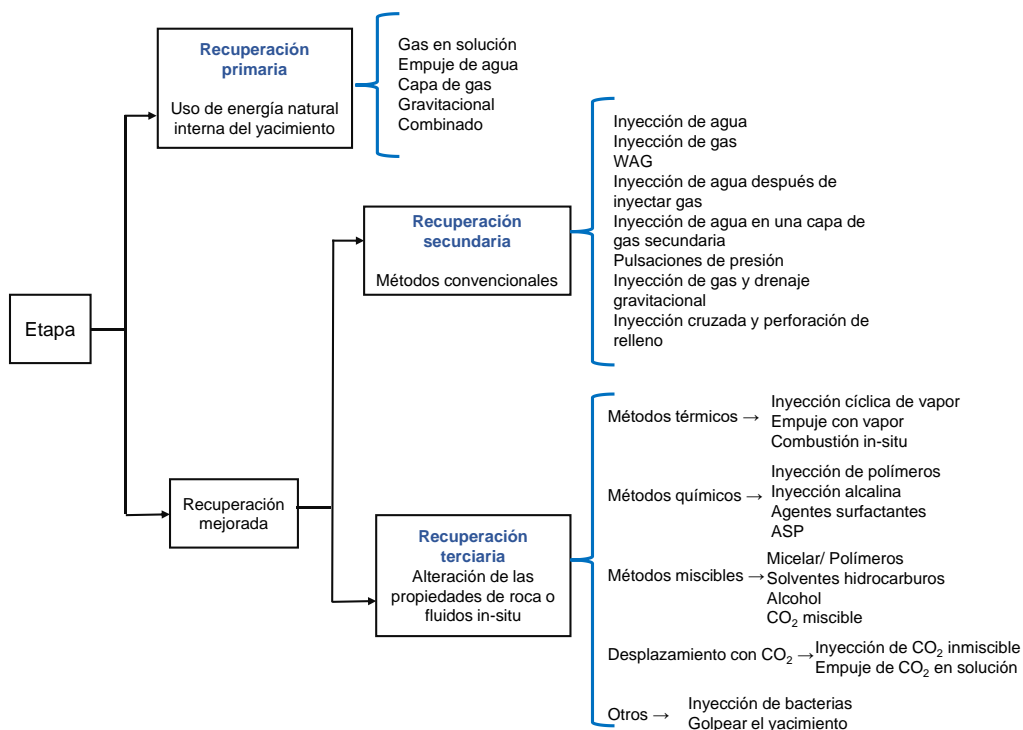 Recuperación
primaria
Uso de energía natural
interna del yacimiento
Gas en solución
Empuje de agua
Capa de gas
Gravitacional
Combinado
Etapa
Recuperación
mejorada
Recuperación
secundaria
Métodos convencionales
Inyección de agua
Inyección de gas
WAG
Inyección de agua después de
inyectar gas
Inyección de agua en una capa de
gas secundaria
Pulsaciones de presión
Inyección de gas y drenaje
gravitacional
Inyección cruzada y perforación de
relleno
Recuperación
terciaria
Alteración de las
propiedades de roca o
fluidos in-situ
Métodos térmicos →
Inyección cíclica de vapor
Empuje con vapor
Combustión in-situ
Métodos químicos →
Inyección de polímeros
Inyección alcalina
Agentes surfactantes
ASP
Métodos miscibles →
Micelar/ Polímeros
Solventes hidrocarburos
Alcohol
CO₂ miscible
Desplazamiento con CO₂ →
Inyección de CO₂ inmiscible
Empuje de CO₂ en solución
Otros →
Inyección de bacterias
Golpear el yacimiento